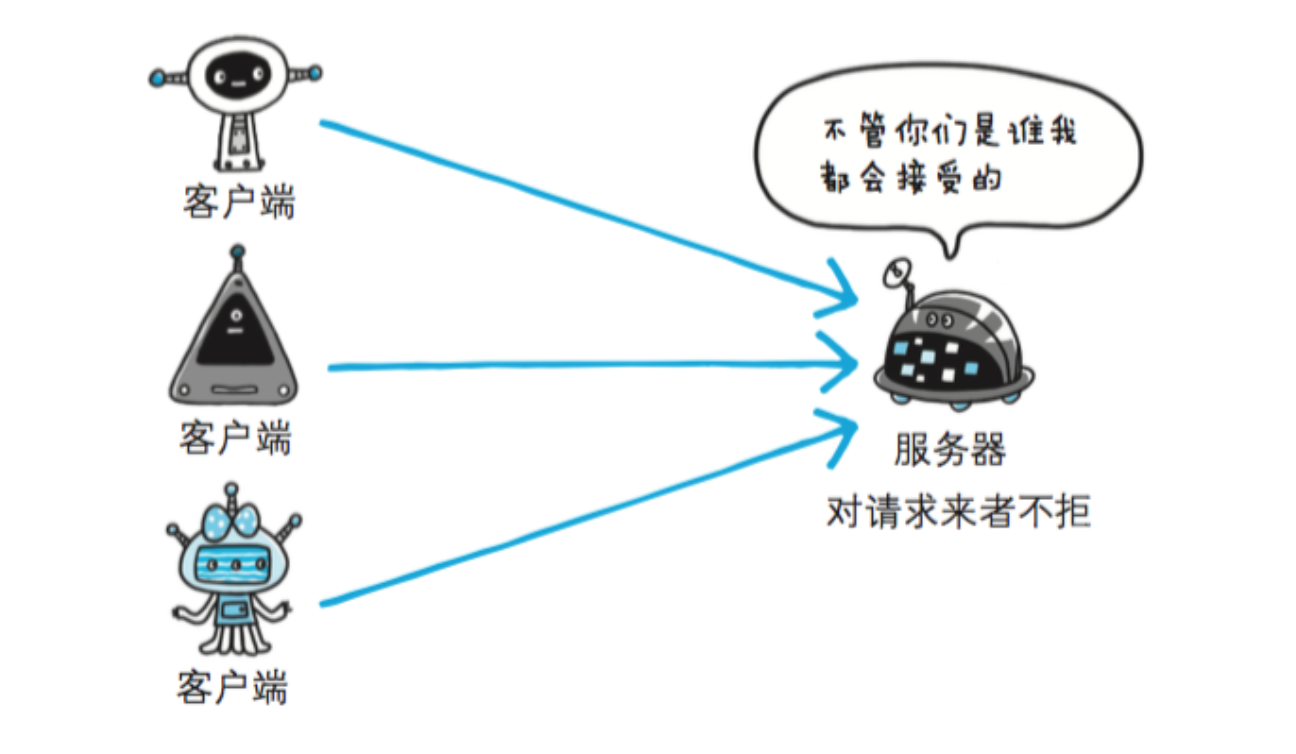 不管你们是谁我
都会接受的
客户端
客户端
服务器
对请求来者不拒
客户端